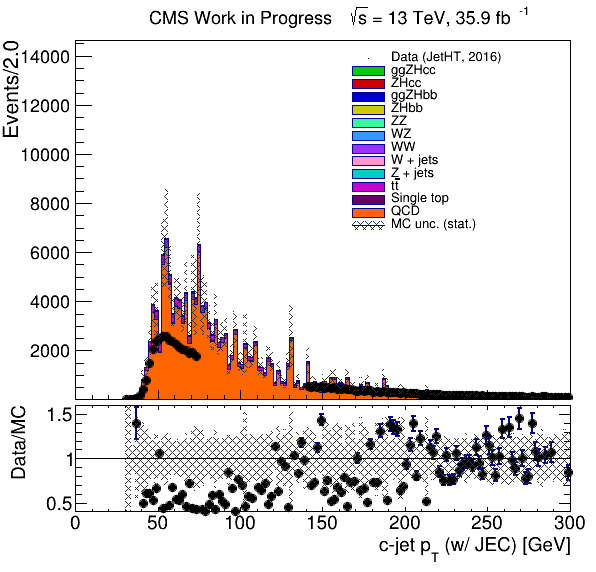 CMS Work in Progress √s = 13 TeV, 35.9 fb -1
Events/2.0
14000
12000
10000
8000
6000
4000
2000
Data (JetHT, 2016)
ggZHcc
ZHcc
ggZHbb
ZHbb
ZZ
WZ
WW
W + jets
Z + jets
tt̄
Single top
QCD
MC unc. (stat.)
Data/MC
1.5
1
0.5
0 50 100 150 200 250 300
c-jet p_T (w/ JEC) [GeV]